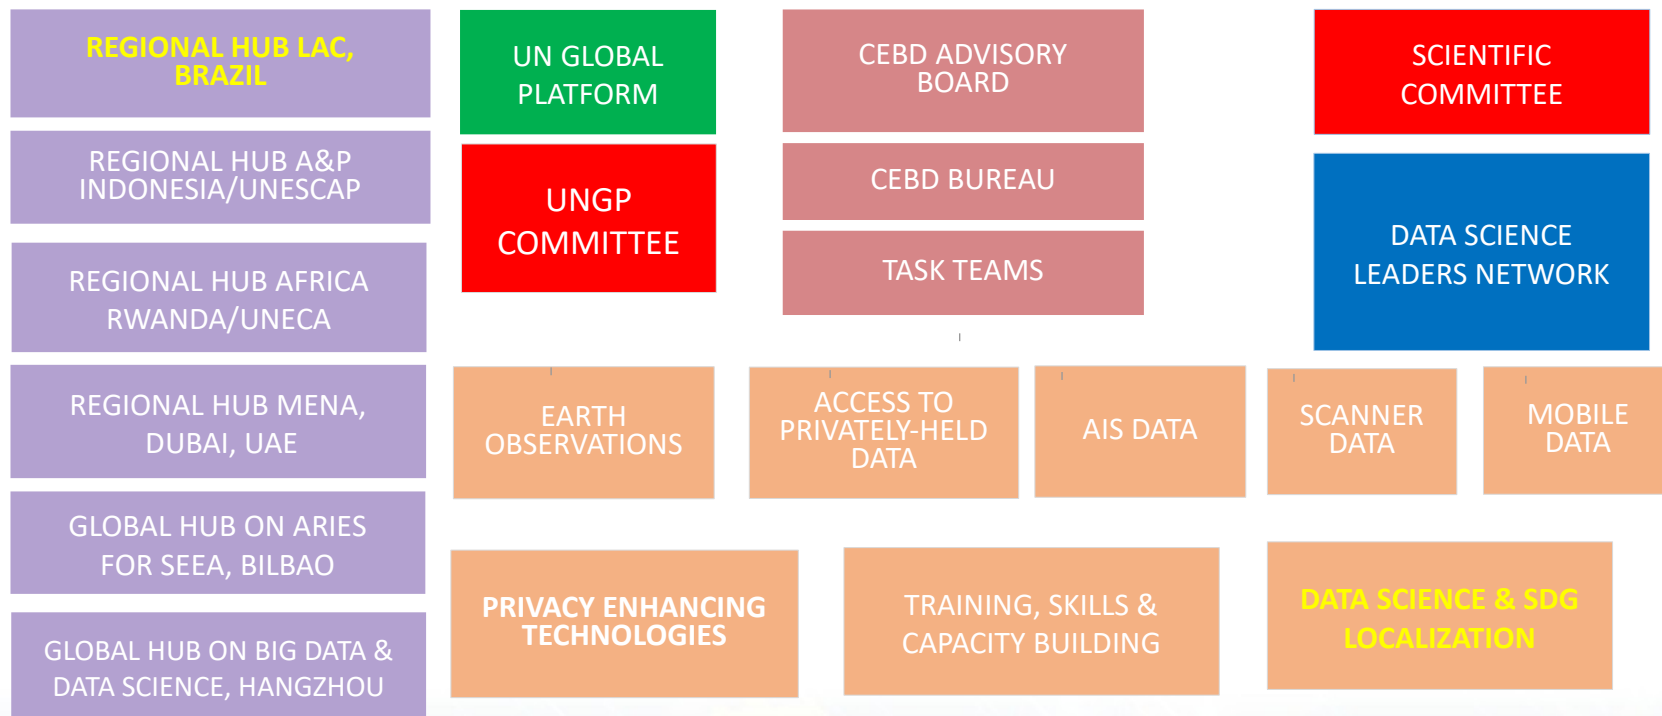 REGIONAL HUB LAC,
BRAZIL
REGIONAL HUB A&P
INDONESIA/UNESCAP
REGIONAL HUB AFRICA
RWANDA/UNECA
REGIONAL HUB MENA,
DUBAI, UAE
GLOBAL HUB ON ARIES
FOR SEEA, BILBAO
GLOBAL HUB ON BIG DATA &
DATA SCIENCE, HANGZHOU
UN GLOBAL
PLATFORM
UNGP
COMMITTEE
CEBD ADVISORY
BOARD
CEBD BUREAU
TASK TEAMS
SCIENTIFIC
COMMITTEE
DATA SCIENCE
LEADERS NETWORK
EARTH
OBSERVATIONS
ACCESS TO
PRIVATELY-HELD
DATA
AIS DATA
SCANNER
DATA
MOBILE
DATA
PRIVACY ENHANCING
TECHNOLOGIES
TRAINING, SKILLS &
CAPACITY BUILDING
DATA SCIENCE & SDG
LOCALIZATION